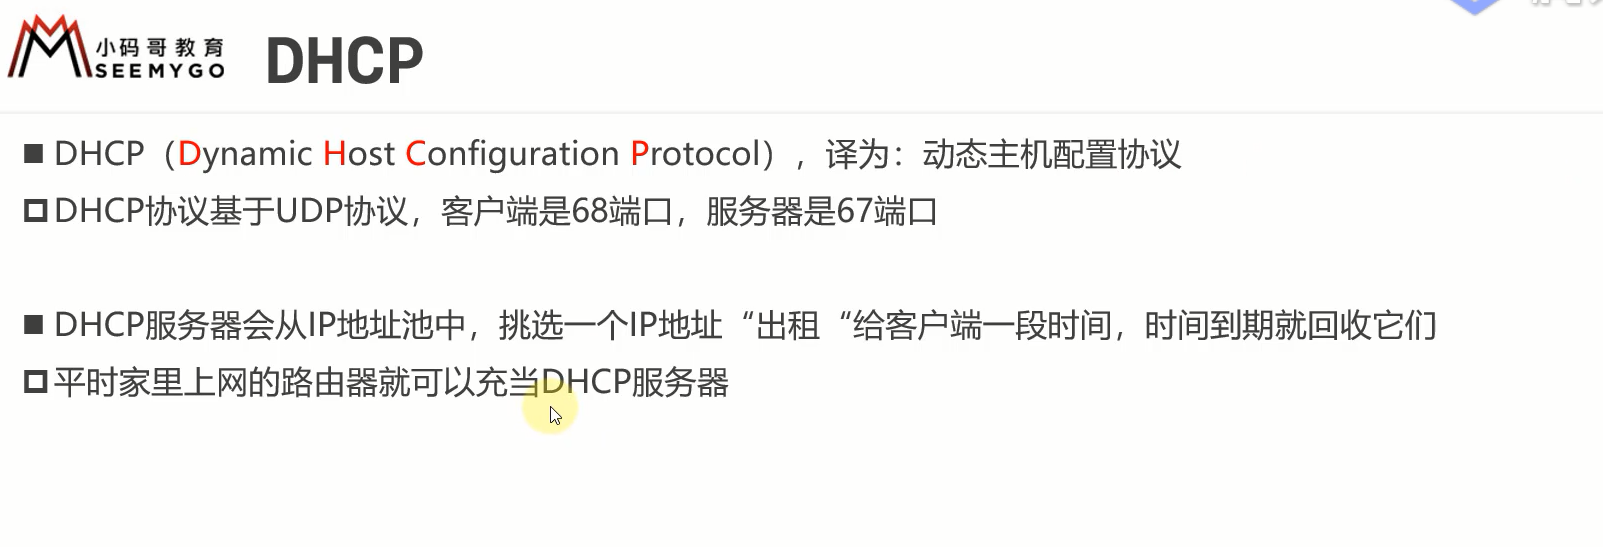 小码哥教育
SEEMYGO
DHCP
DHCP（Dynamic Host Configuration Protocol），译为：动态主机配置协议
DHCP协议基于UDP协议，客户端是68端口，服务器是67端口
DHCP服务器会从IP地址池中，挑选一个IP地址“出租“给客户端一段时间，时间到期就回收它们
平时家里上网的路由器就可以充当DHCP服务器